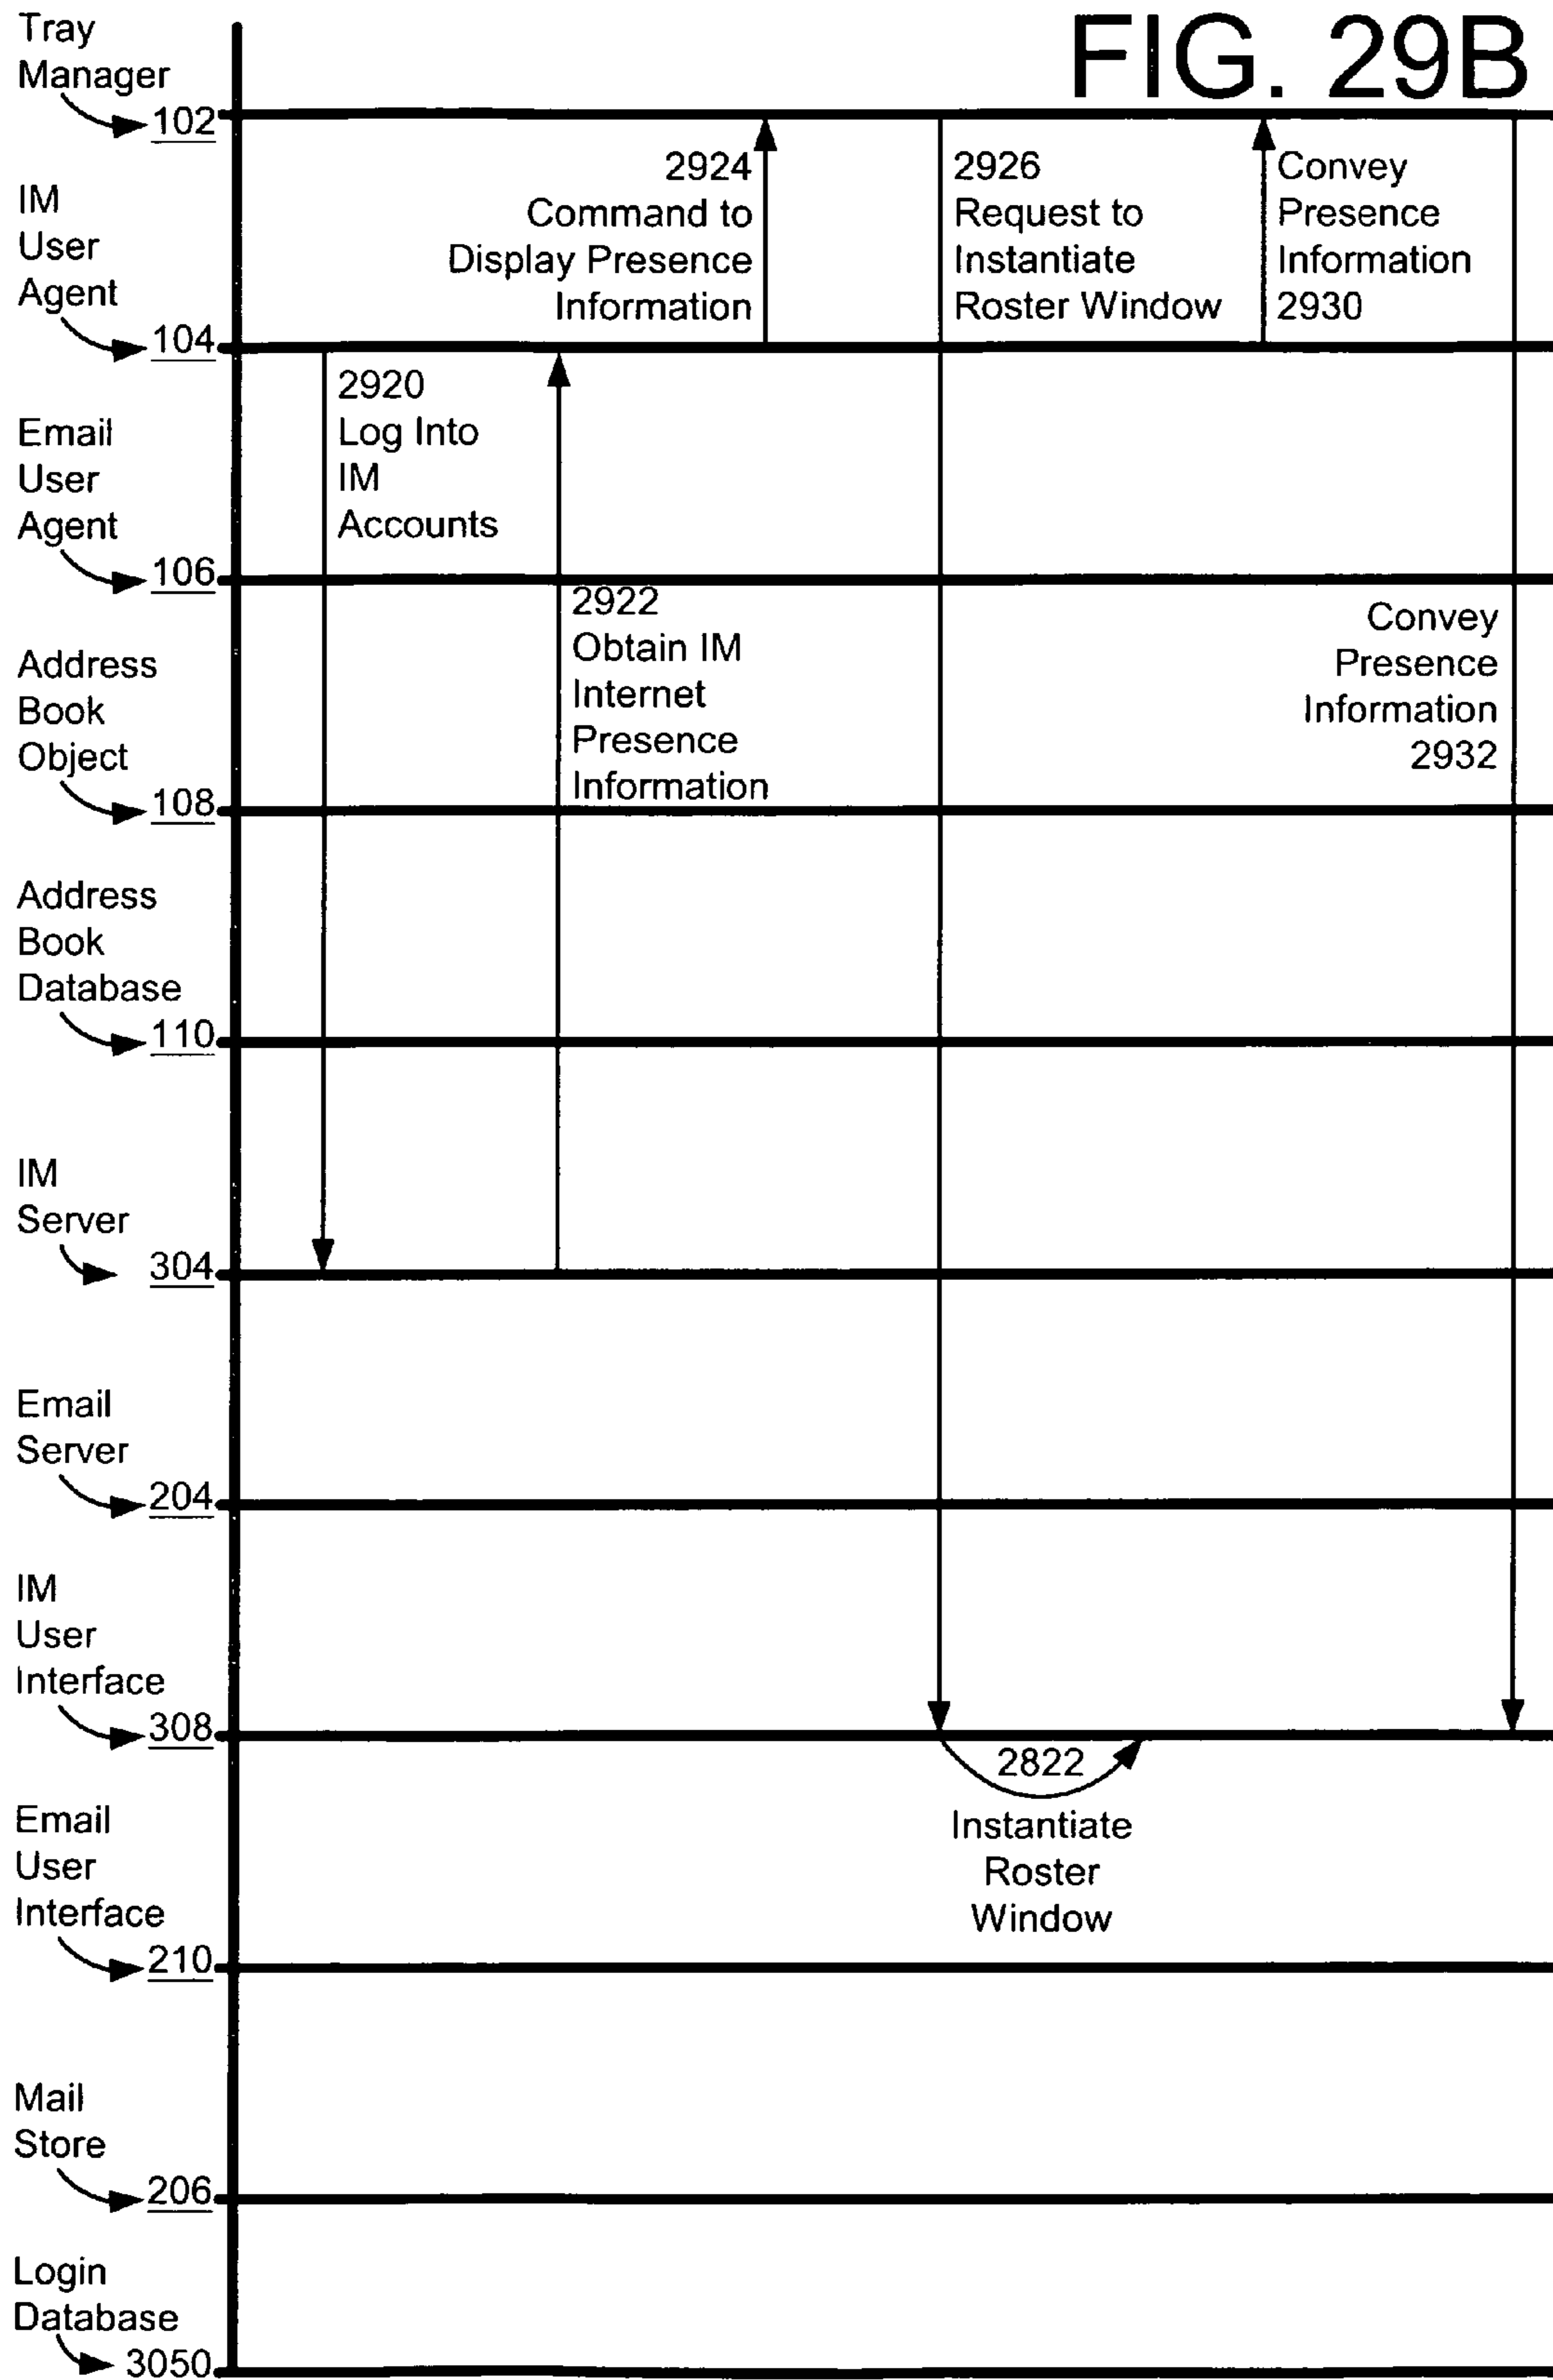 FIG. 29B
Tray
Manager
102
IM
User
Agent
104
Email
User
Agent
106
Address
Book
Object
108
Address
Book
Database
110
IM
Server
304
Email
Server
204
IM
User
Interface
308
Email
User
Interface
210
Mail
Store
206
Login
Database
3050
2920
Log Into
IM
Accounts
2922
Obtain IM
Internet
Presence
Information
2924
Command to
Display Presence
Information
2926
Request to
Instantiate
Roster Window
2822
Instantiate
Roster
Window
Convey
Presence
Information
2930
Convey
Presence
Information
2932